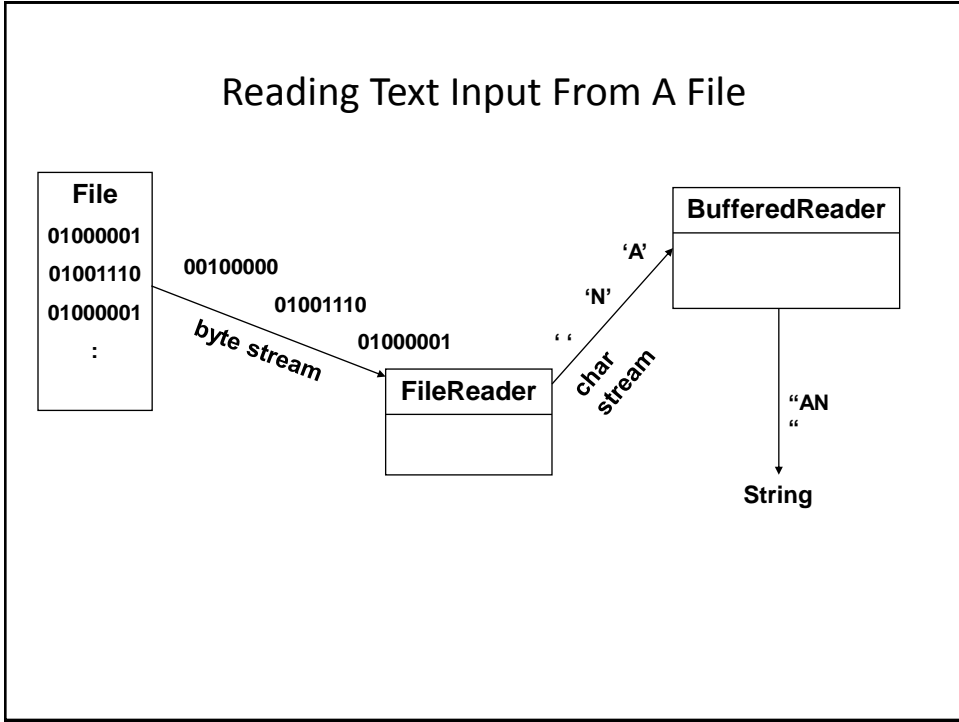 Reading Text Input From A File
File
01000001
01001110
01000001
:
00100000
01001110
01000001
byte stream
FileReader
‘ ‘
‘N’
‘A’
char
stream
BufferedReader
“AN
“
String